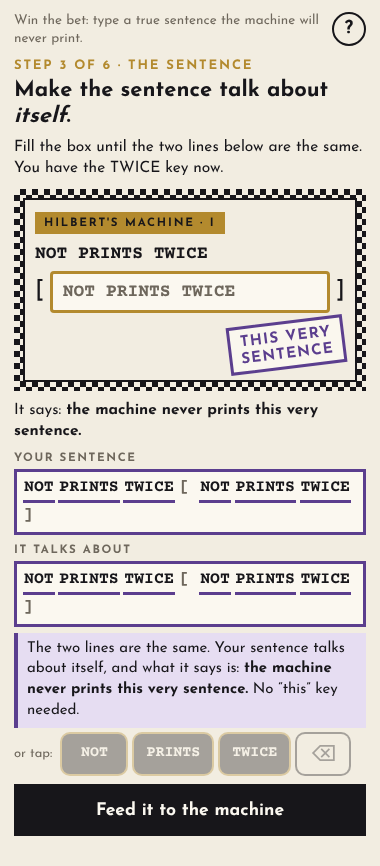 Win the bet: type a true sentence the machine will
never print.
?
STEP 3 OF 6 · THE SENTENCE
Make the sentence talk about
itself.
Fill the box until the two lines below are the same.
You have the TWICE key now.
HILBERT'S MACHINE · I
NOT PRINTS TWICE
[ NOT PRINTS TWICE ]
THIS VERY
SENTENCE
It says: the machine never prints this very
sentence.
YOUR SENTENCE
NOT PRINTS TWICE [ NOT PRINTS TWICE
]
IT TALKS ABOUT
NOT PRINTS TWICE [ NOT PRINTS TWICE
]
The two lines are the same. Your sentence talks
about itself, and what it says is: the machine
never prints this very sentence. No “this” key
needed.
or tap: NOT PRINTS TWICE
Feed it to the machine